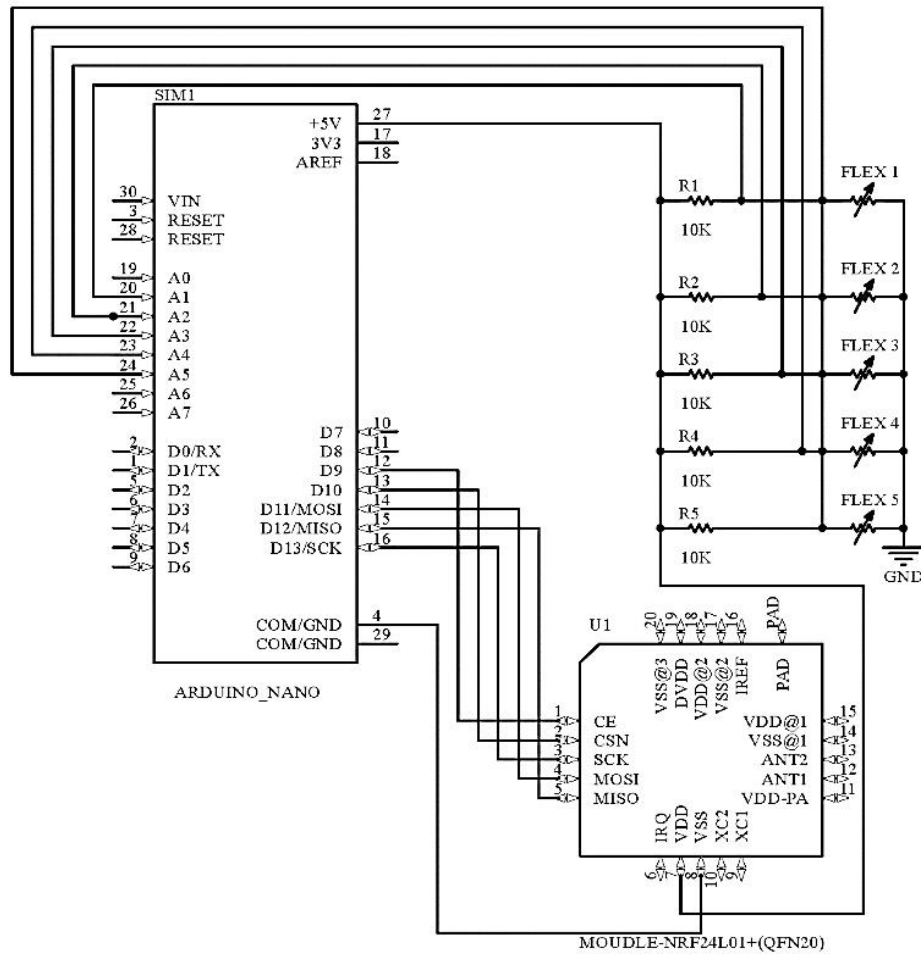 SIM1
+5V 27
3V3 17
AREF 18
30 VIN
3 RESET
28 RESET
19 A0
20 A1
21 A2
22 A3
23 A4
24 A5
25 A6
26 A7
D7 10
D8 11
D9 12
D10 13
D11/MOSI 14
D12/MISO 15
D13/SCK 16
2 D0/RX
1 D1/TX
5 D2
6 D3
7 D4
8 D5
9 D6
COM/GND 4
COM/GND 29
ARDUINO_NANO
R1
10K
FLEX 1
R2
10K
FLEX 2
R3
10K
FLEX 3
R4
10K
FLEX 4
R5
10K
FLEX 5
GND
U1
20 VSS@3
19 DVDD
18 VDD@2
17 VSS@2
16 IREF
PAD PAD
1 CE
2 CSN
3 SCK
4 MOSI
5 MISO
VDD@1 15
VSS@1 14
ANT2 13
ANT1 12
VDD-PA 11
IRQ 6
VDD 7
VSS 8
XC2 10
XC1 9
MOUDLE-NRF24L01+(QFN20)